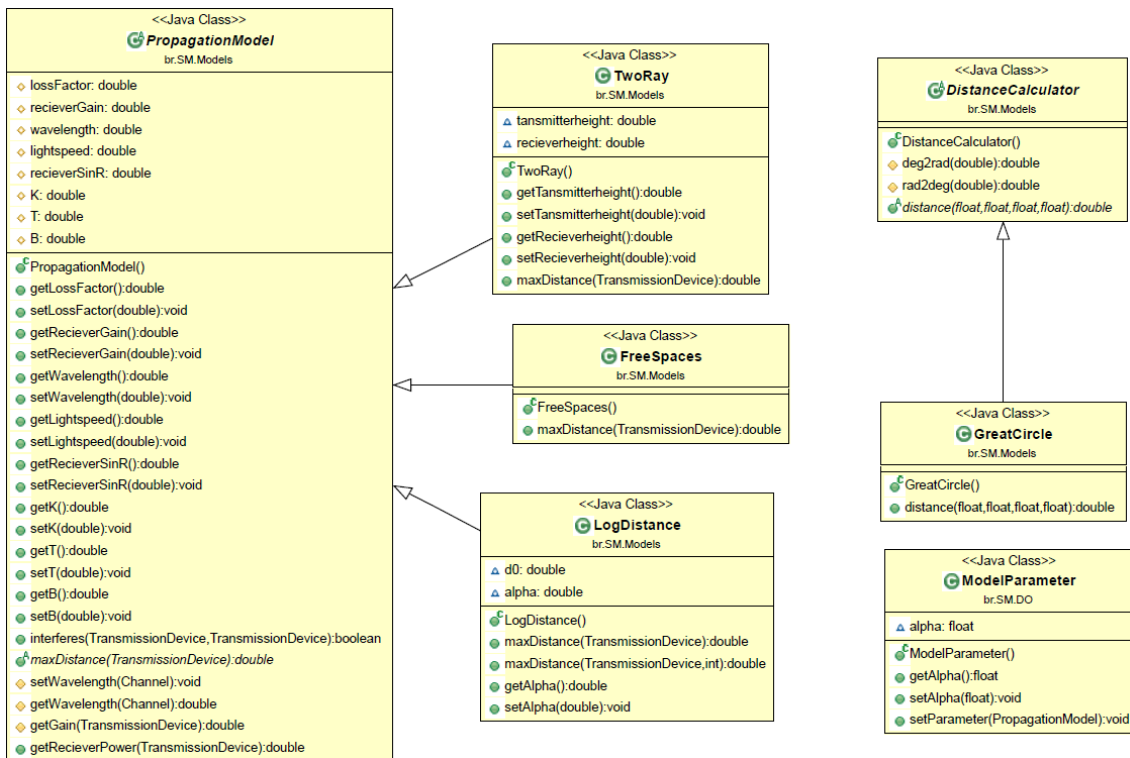 <<Java Class>>
PropagationModel
br.SM.Models
lossFactor: double
recieverGain: double
wavelength: double
lightspeed: double
recieverSinR: double
K: double
T: double
B: double
PropagationModel()
getLossFactor():double
setLossFactor(double):void
getRecieverGain():double
setRecieverGain(double):void
getWavelength():double
setWavelength(double):void
getLightspeed():double
setLightspeed(double):void
getRecieverSinR():double
setRecieverSinR(double):void
getK():double
setK(double):void
getT():double
setT(double):void
getB():double
setB(double):void
interferes(TransmissionDevice,TransmissionDevice):boolean
maxDistance(TransmissionDevice):double
setWavelength(Channel):void
getWavelength(Channel):double
getGain(TransmissionDevice):double
getRecieverPower(TransmissionDevice):double
<<Java Class>>
TwoRay
br.SM.Models
tansmitterheight: double
recieverheight: double
TwoRay()
getTansmitterheight():double
setTansmitterheight(double):void
getRecieverheight():double
setRecieverheight(double):void
maxDistance(TransmissionDevice):double
<<Java Class>>
FreeSpaces
br.SM.Models
FreeSpaces()
maxDistance(TransmissionDevice):double
<<Java Class>>
LogDistance
br.SM.Models
d0: double
alpha: double
LogDistance()
maxDistance(TransmissionDevice):double
maxDistance(TransmissionDevice,int):double
getAlpha():double
setAlpha(double):void
<<Java Class>>
DistanceCalculator
br.SM.Models
DistanceCalculator()
deg2rad(double):double
rad2deg(double):double
distance(float,float,float,float):double
<<Java Class>>
GreatCircle
br.SM.Models
GreatCircle()
distance(float,float,float,float):double
<<Java Class>>
ModelParameter
br.SM.DO
alpha: float
ModelParameter()
getAlpha():float
setAlpha(float):void
setParameter(PropagationModel):void